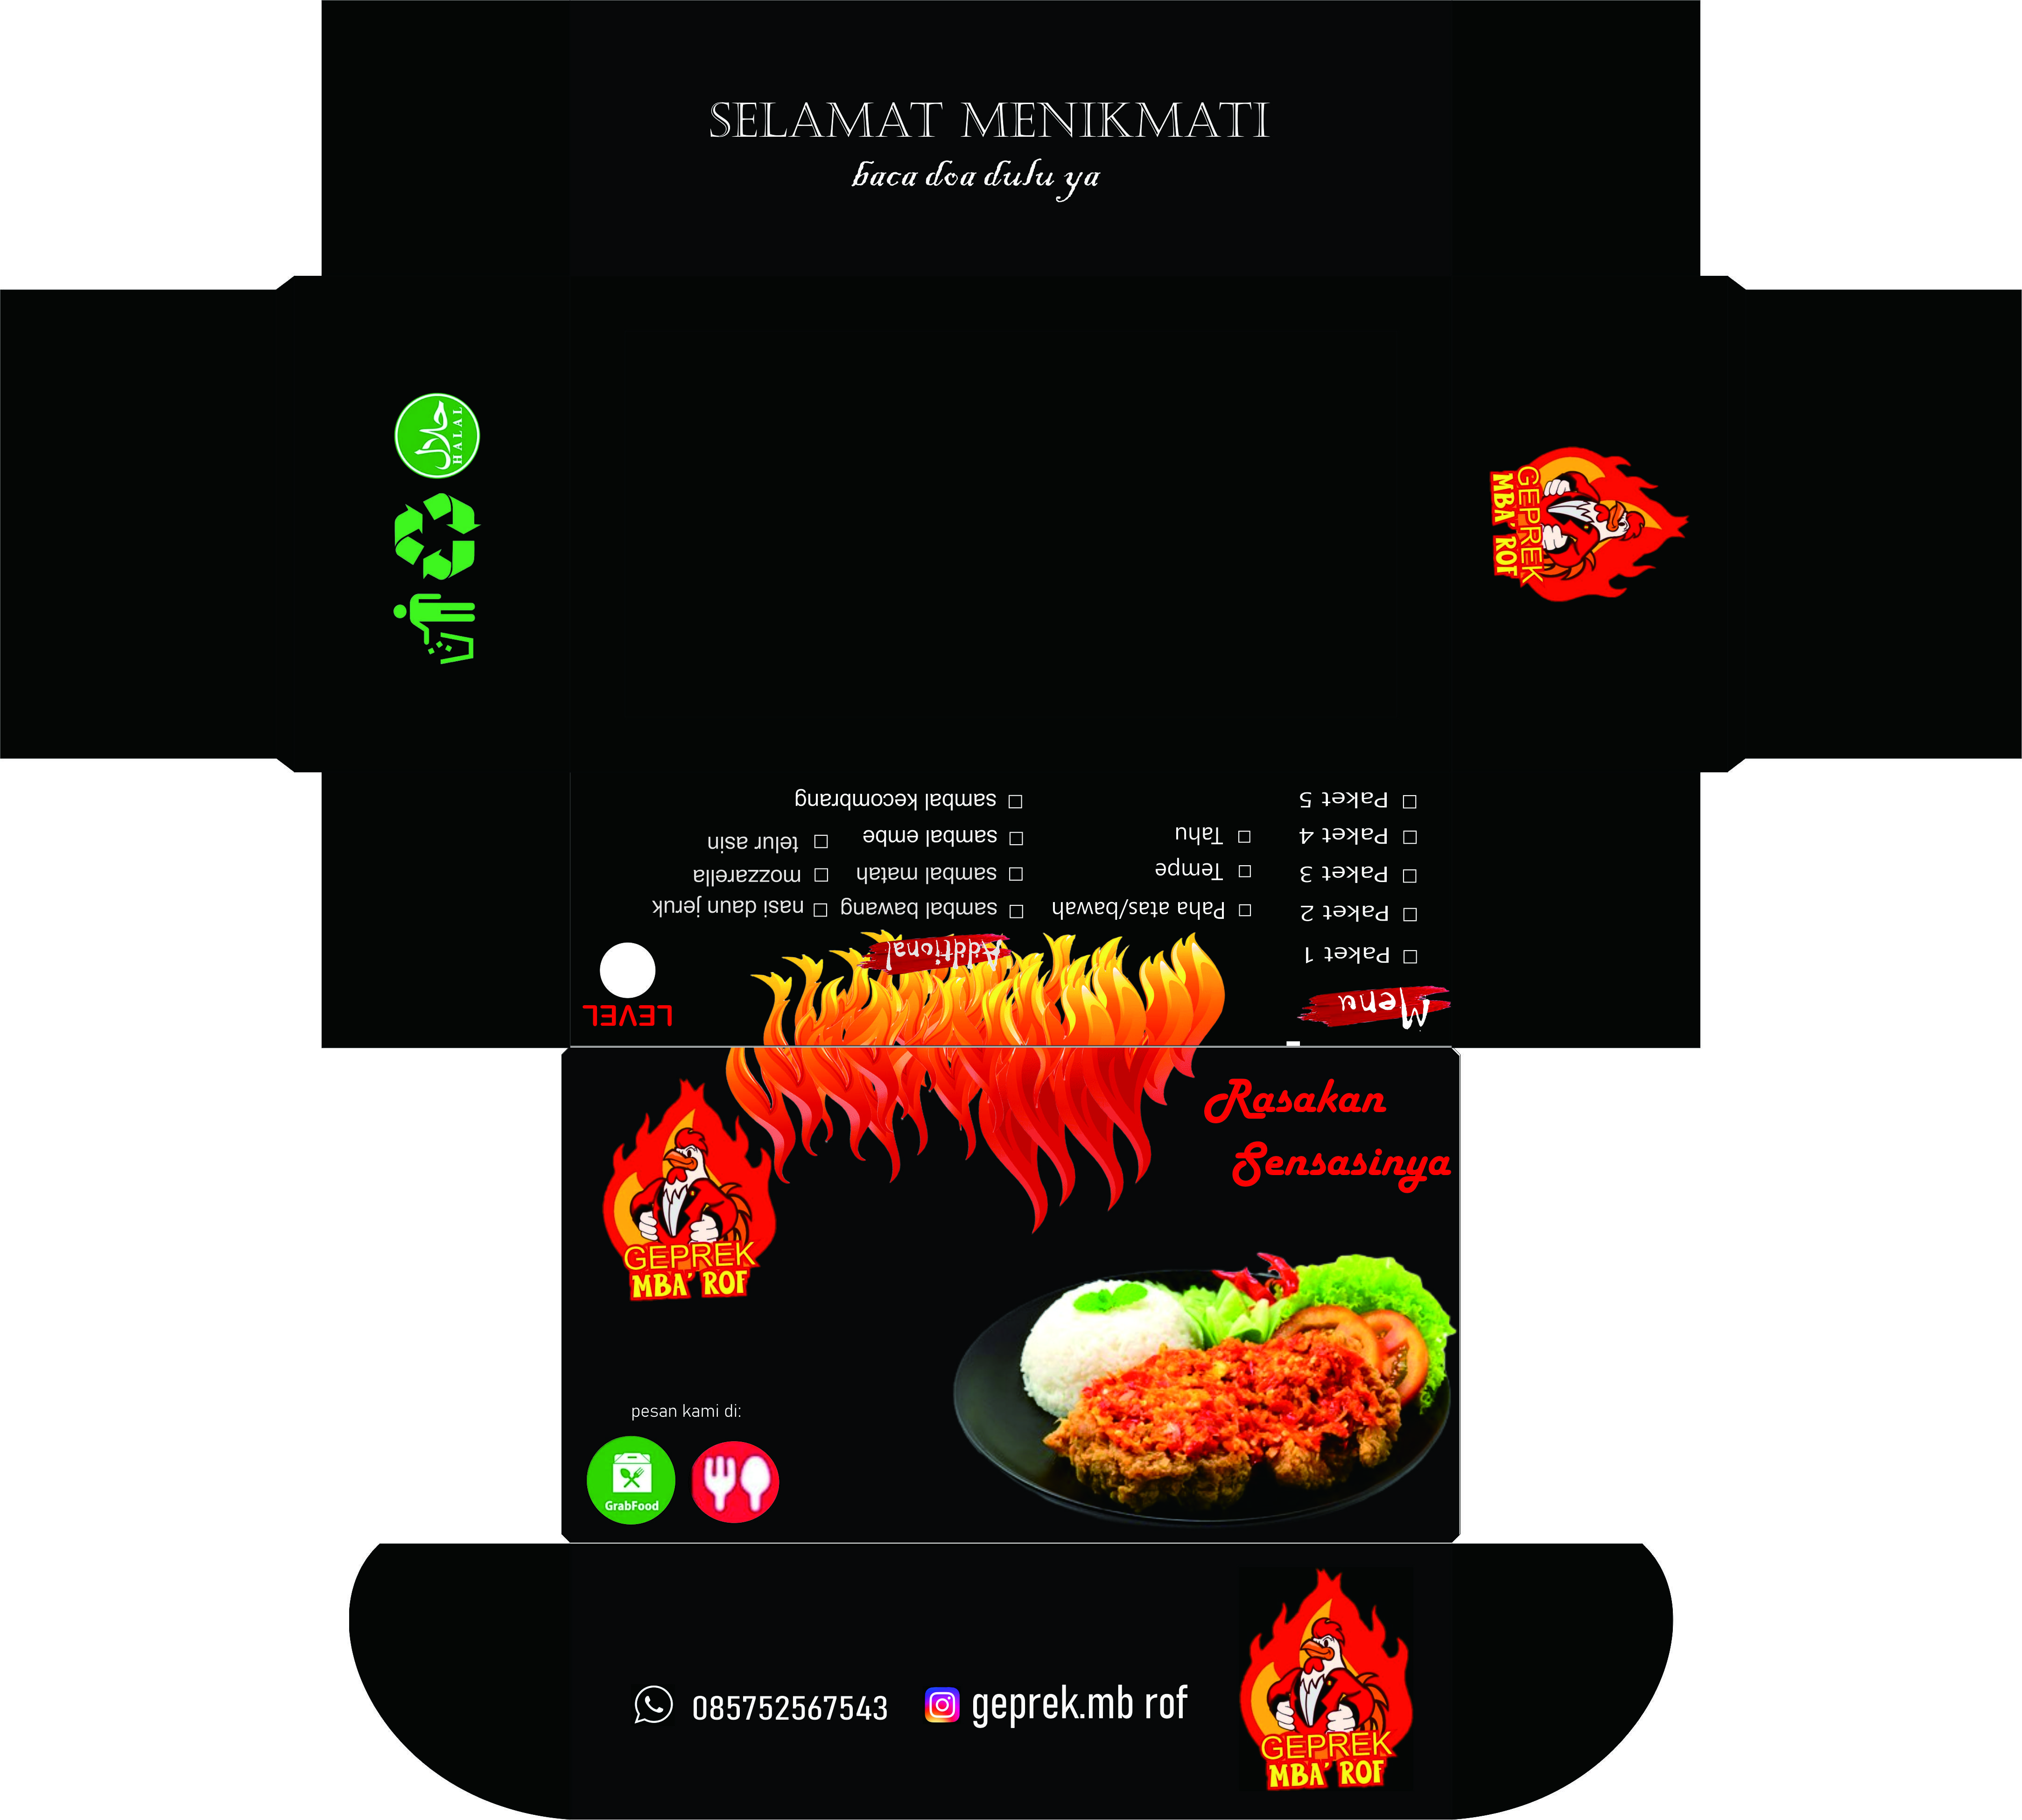 SELAMAT MENIKMATI
baca doa dulu ya
حلال
HALAL
GEPREK
MBA' ROF
Menu
Paket 1
Paket 2
Paket 3
Paket 4
Paket 5
Paha atas/bawah
Tempe
Tahu
Additional
sambal bawang
sambal matah
sambal embe
sambal kecombrang
nasi daun jeruk
mozzarella
telur asin
LEVEL
Rasakan
Sensasinya
GEPREK
MBA' ROF
pesan kami di:
GrabFood
085752567543
geprek.mb rof
GEPREK
MBA' ROF